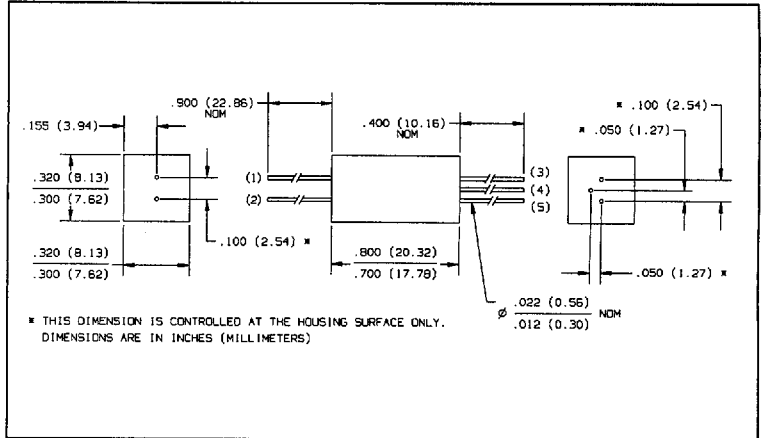 .900 (22.86)
NOM
.155 (3.94)
.400 (10.16)
NOM
* .100 (2.54)
* .050 (1.27)
.320 (8.13)
.300 (7.62)
(1)
(2)
(3)
(4)
(5)
.100 (2.54) *
.320 (8.13)
.300 (7.62)
.800 (20.32)
.700 (17.78)
.050 (1.27) *
Ø .022 (0.56)
.012 (0.30) NOM
* THIS DIMENSION IS CONTROLLED AT THE HOUSING SURFACE ONLY.
DIMENSIONS ARE IN INCHES (MILLIMETERS)